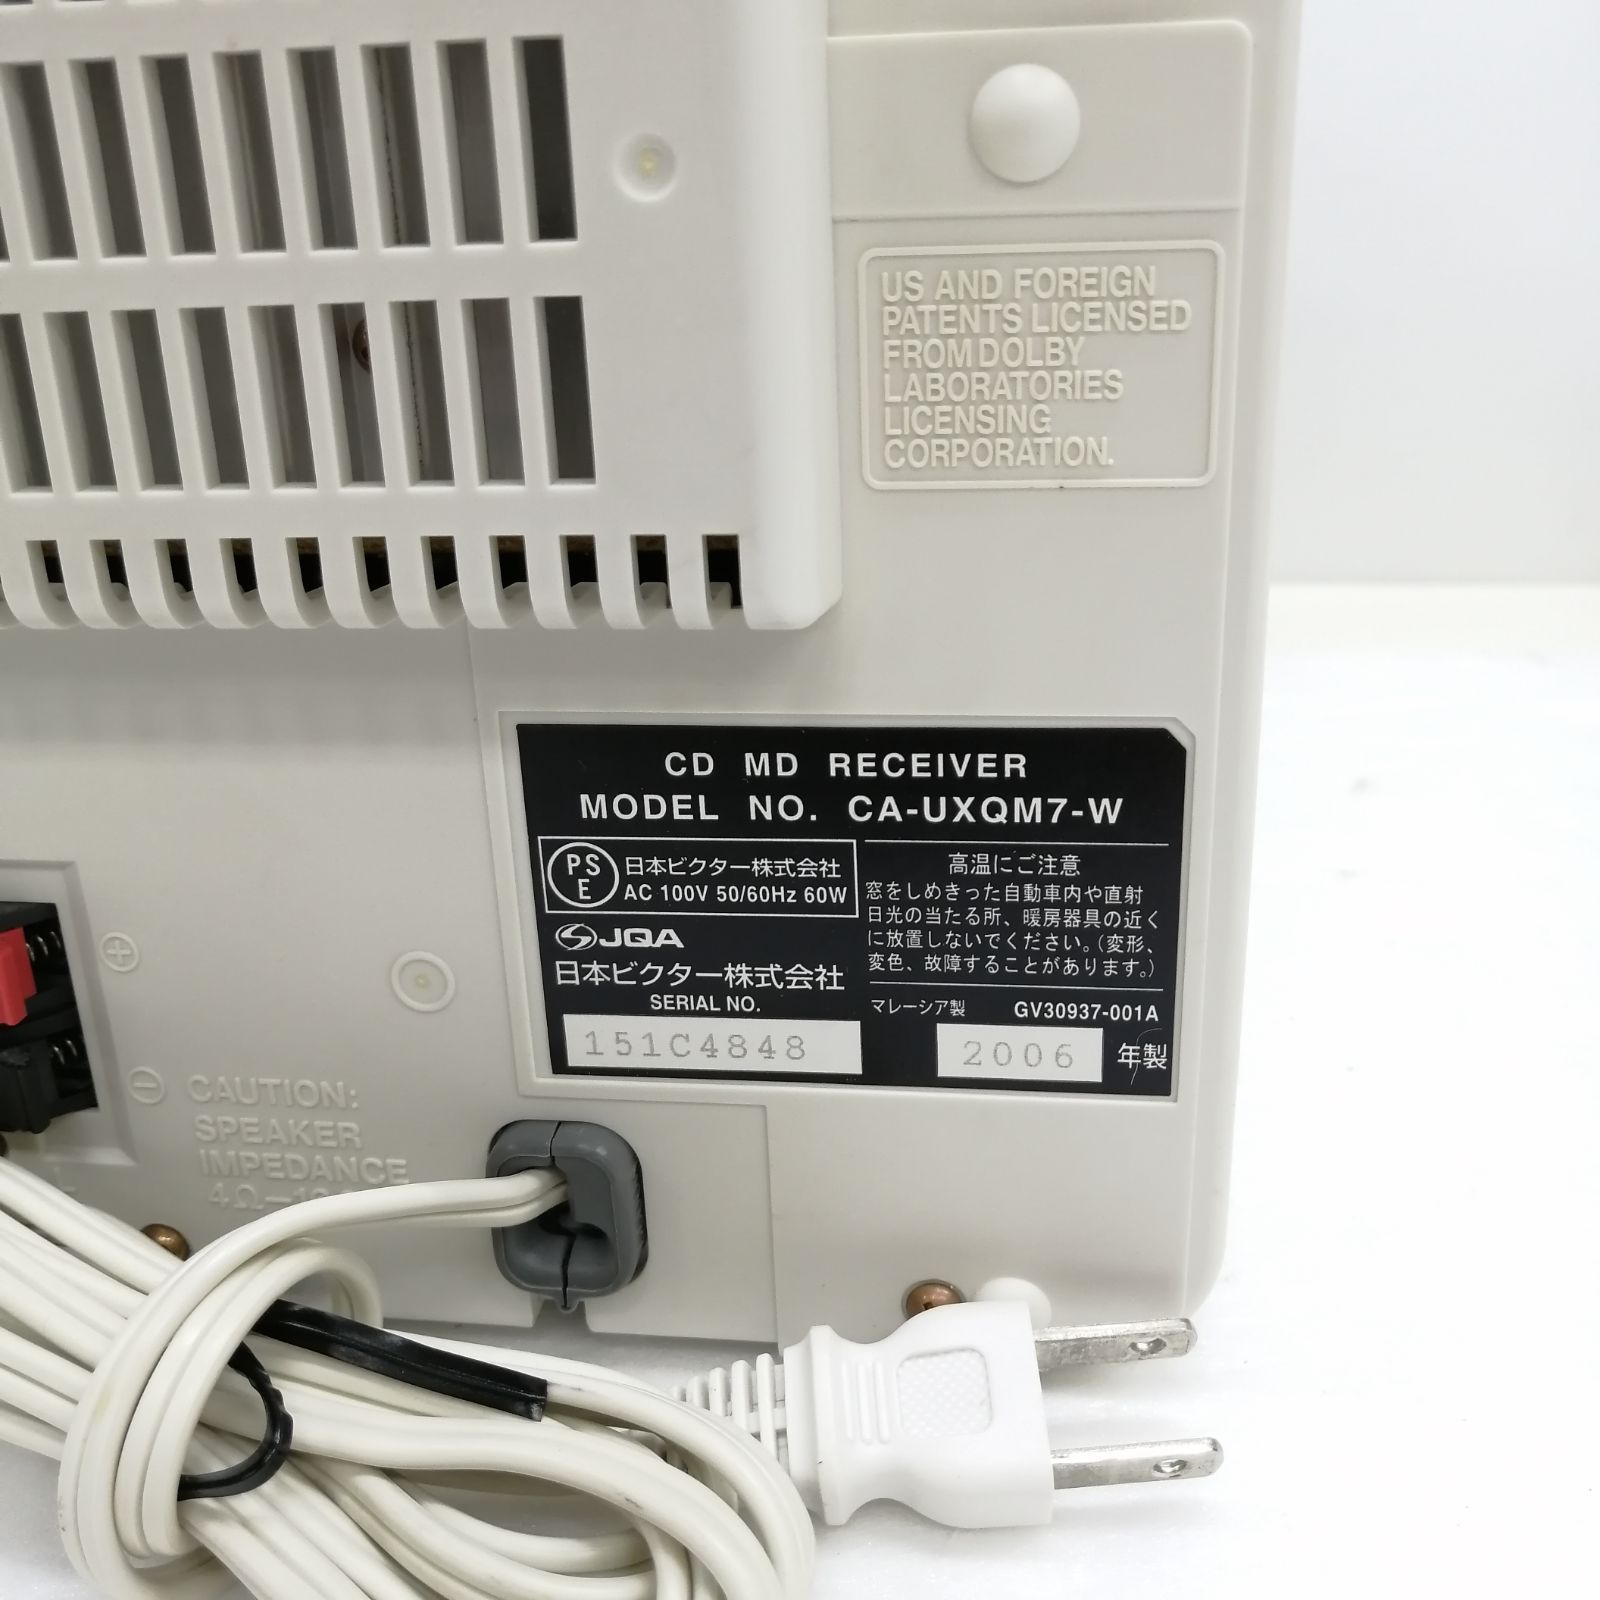 US AND FOREIGN
PATENTS LICENSED
FROM DOLBY
LABORATORIES
LICENSING
CORPORATION.
CD MD RECEIVER
MODEL NO. CA-UXQM7-W
PS
E
日本ビクター株式会社
AC 100V 50/60Hz 60W
JQA
日本ビクター株式会社
SERIAL NO.
151C4848
高温にご注意
窓をしめきった自動車内や直射
日光の当たる所、暖房器具の近く
に放置しないでください。(変形、
変色、故障することがあります。)
マレーシア製 GV30937-001A
2006 年製
CAUTION:
SPEAKER
IMPEDANCE
4Ω–